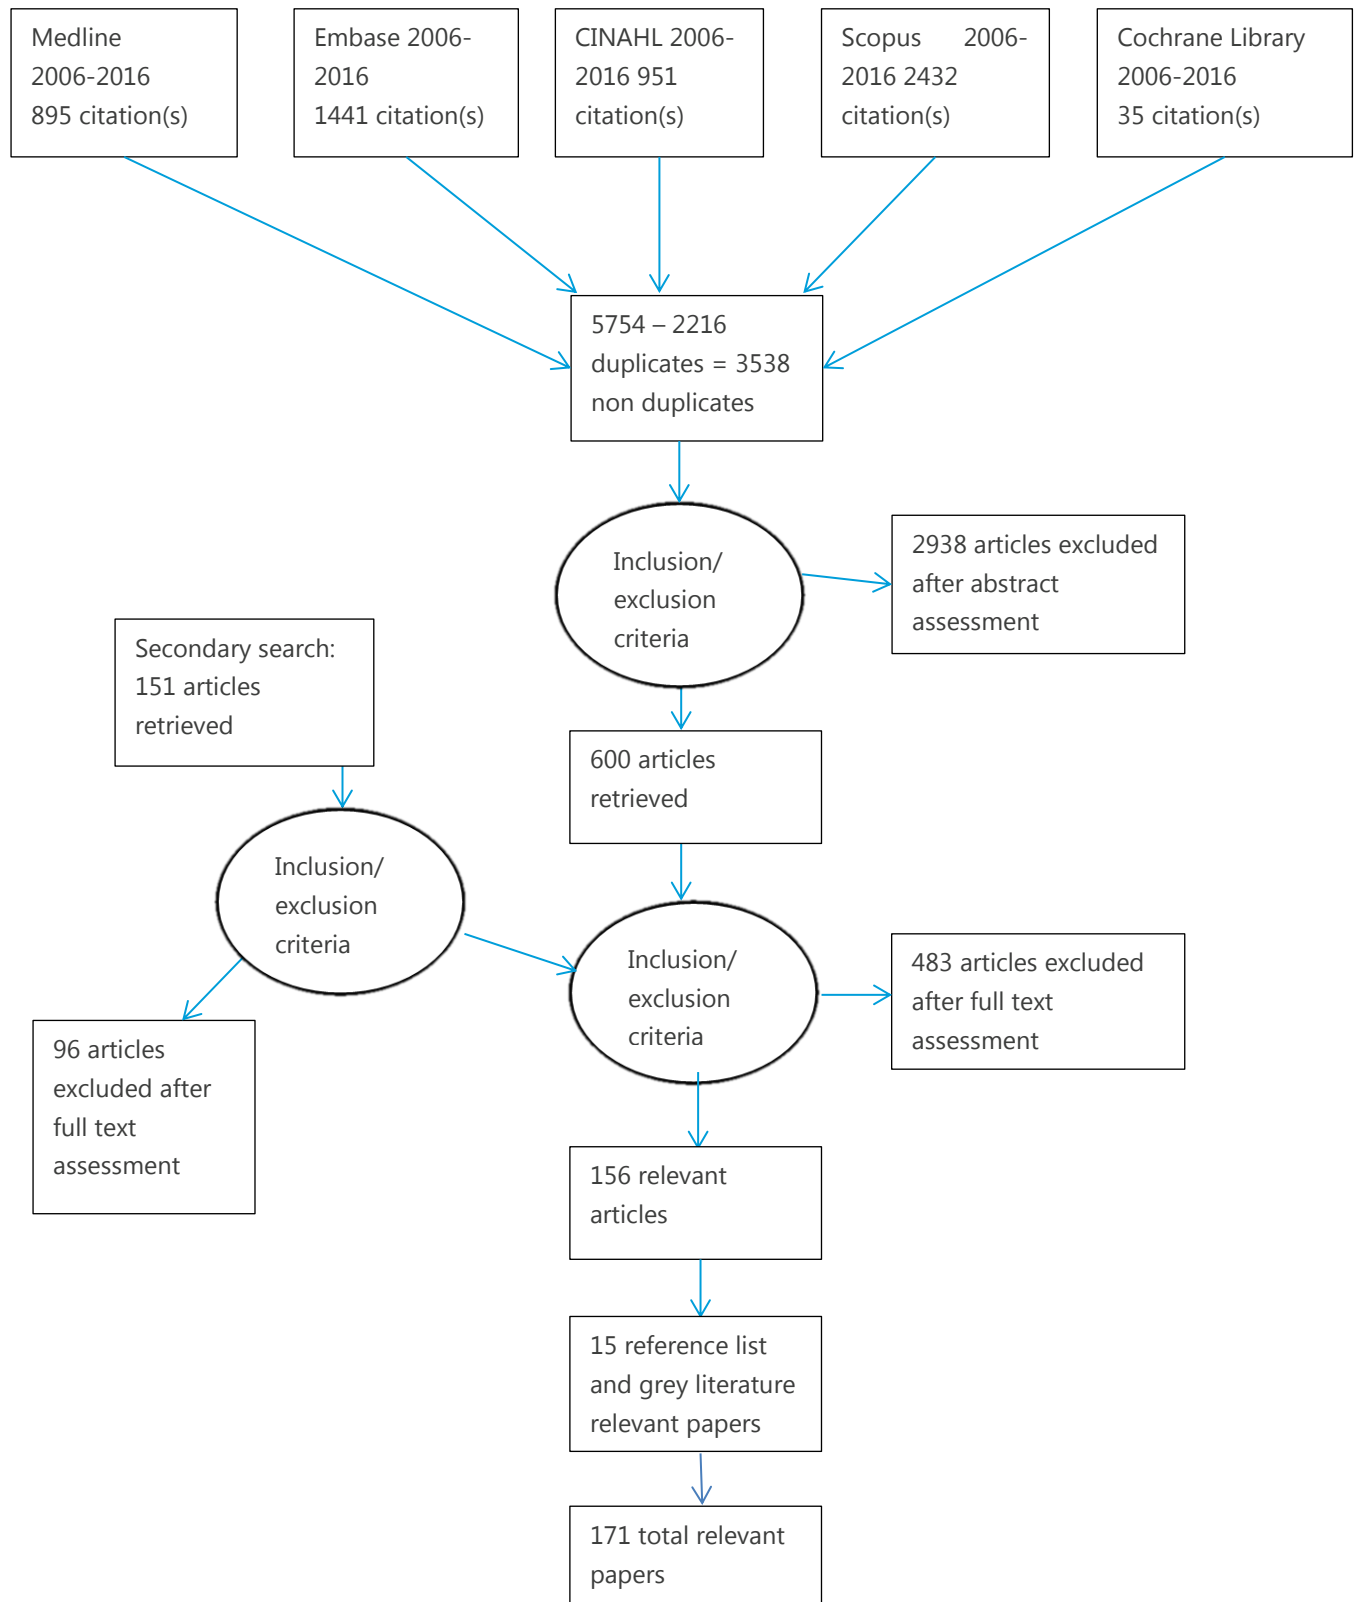 Medline
2006-2016
895 citation(s)
Embase 2006-
2016
1441 citation(s)
CINAHL 2006-
2016 951
citation(s)
Scopus 2006-
2016 2432
citation(s)
Cochrane Library
2006-2016
35 citation(s)
5754 – 2216
duplicates = 3538
non duplicates
Inclusion/
exclusion
criteria
2938 articles excluded
after abstract
assessment
Secondary search:
151 articles
retrieved
600 articles
retrieved
Inclusion/
exclusion
criteria
Inclusion/
exclusion
criteria
483 articles excluded
after full text
assessment
96 articles
excluded after
full text
assessment
156 relevant
articles
15 reference list
and grey literature
relevant papers
171 total relevant
papers